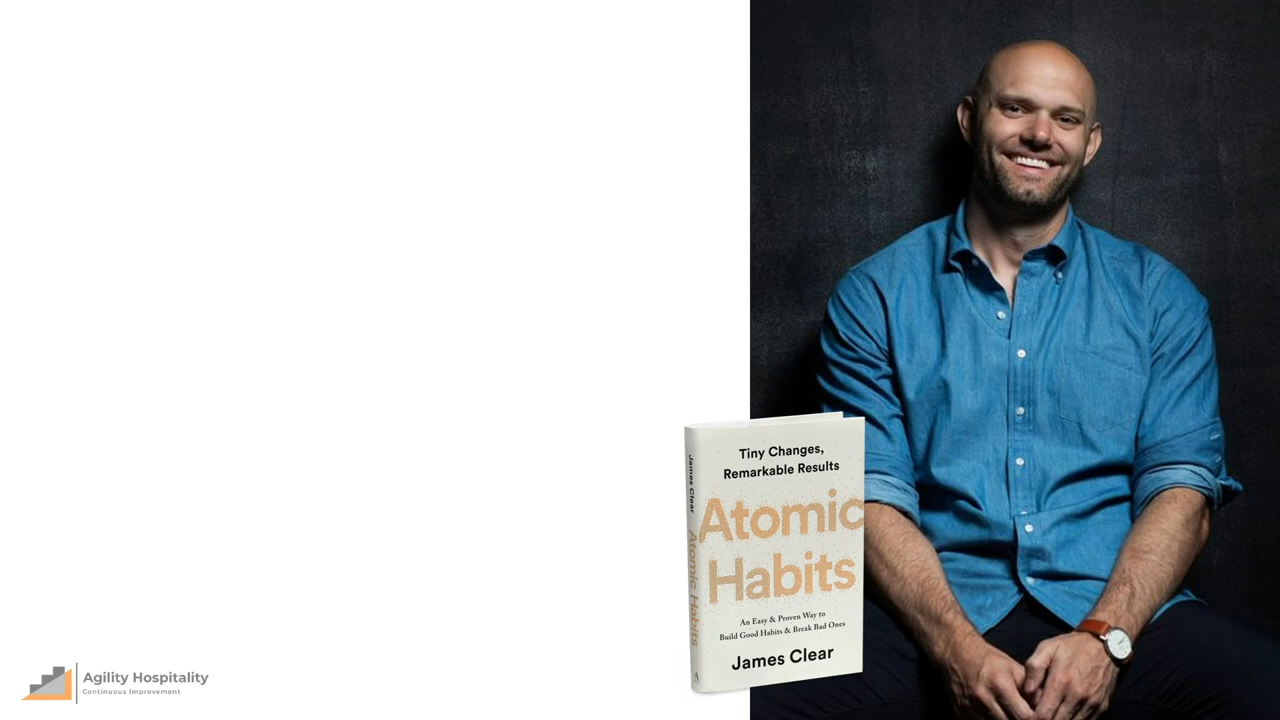 Tiny Changes,
Remarkable Results
Atomic
Habits
An Easy & Proven Way to
Build Good Habits & Break Bad Ones
James Clear
James Clear
Atomic Habits
Agility Hospitality
Continuous Improvement